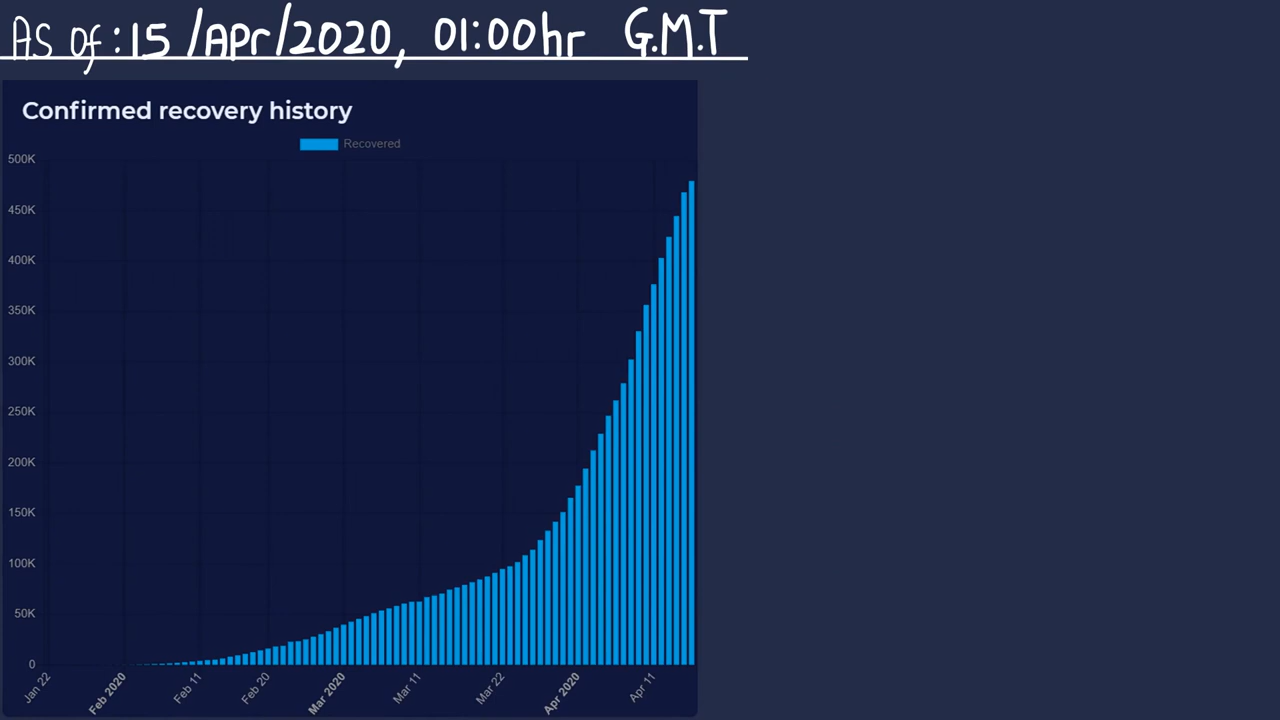 As of : 15 /Apr/2020, 01:00hr G.M.T
Confirmed recovery history
Recovered
500K
450K
400K
350K
300K
250K
200K
150K
100K
50K
0
Jan 22 Feb 2020 Feb 11 Feb 20 Mar 2020 Mar 11 Mar 22 Apr 2020 Apr 11